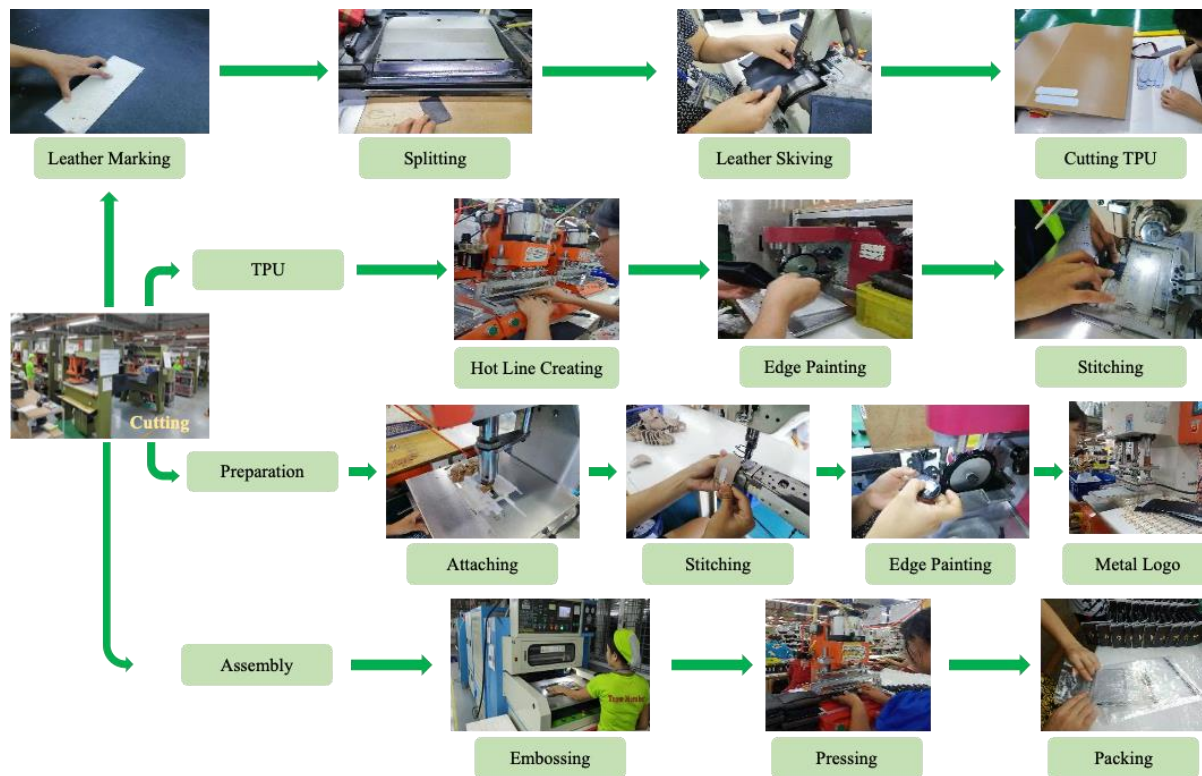 Leather Marking
Splitting
Leather Skiving
Cutting TPU
TPU
Hot Line Creating
Edge Painting
Stitching
Cutting
Preparation
Attaching
Stitching
Edge Painting
Metal Logo
Assembly
Embossing
Pressing
Packing